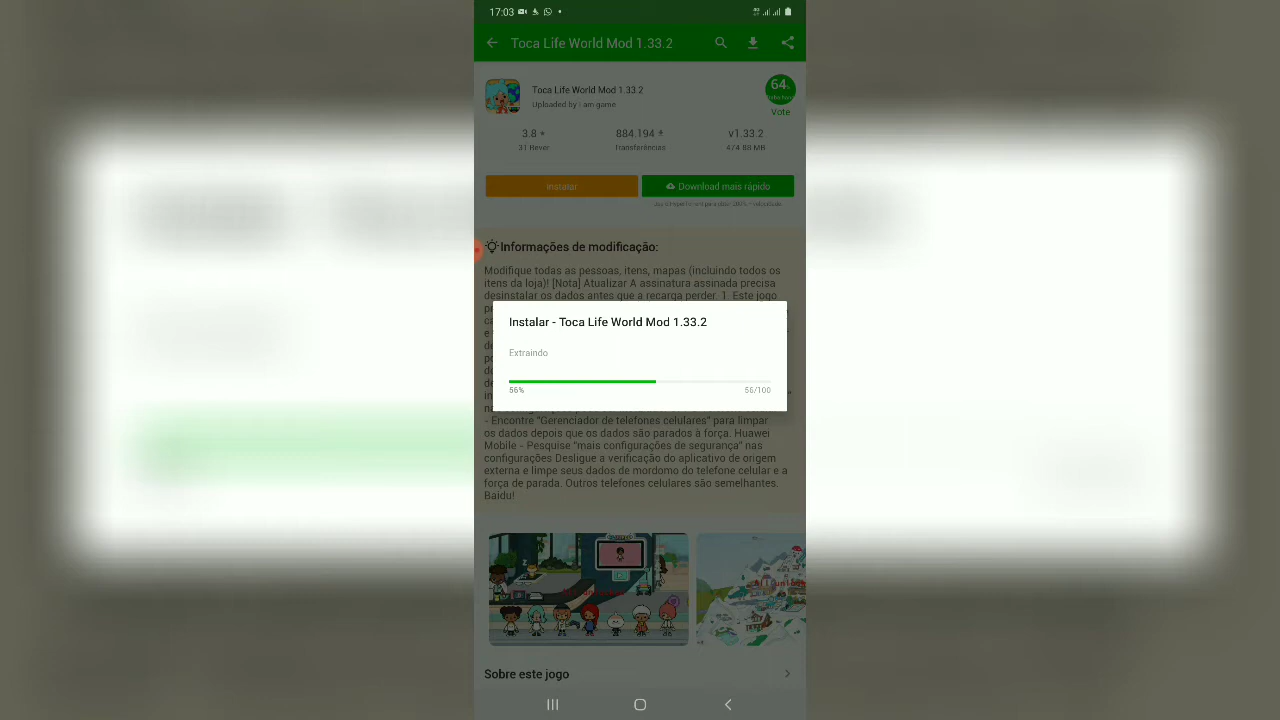 17:03
Toca Life World Mod 1.33.2
Toca Life World Mod 1.33.2
Uploaded by I am game
64%
Vote
3.8
884.194
v1.33.2
31 Rever
Transferências
474.88 MB
Instalar
Download mais rápido
Informações de modificação:
Modifique todas as pessoas, itens, mapas (incluindo todos os
itens da loja)! [Nota] Atualizar A assinatura assinada precisa
desinstalar os dados antes que a recarga perder. 1- Este jogo
Instalar - Toca Life World Mod 1.33.2
Extraindo
56%
56/100
- Encontre "Gerenciador de telefones celulares" para limpar
os dados depois que os dados são parados à força. Huawei
Mobile - Pesquise "mais configurações de segurança" nas
configurações Desligue a verificação do aplicativo de origem
externa e limpe seus dados de mordomo do telefone celular e a
força de parada. Outros telefones celulares são semelhantes.
Baidu!
Sobre este jogo